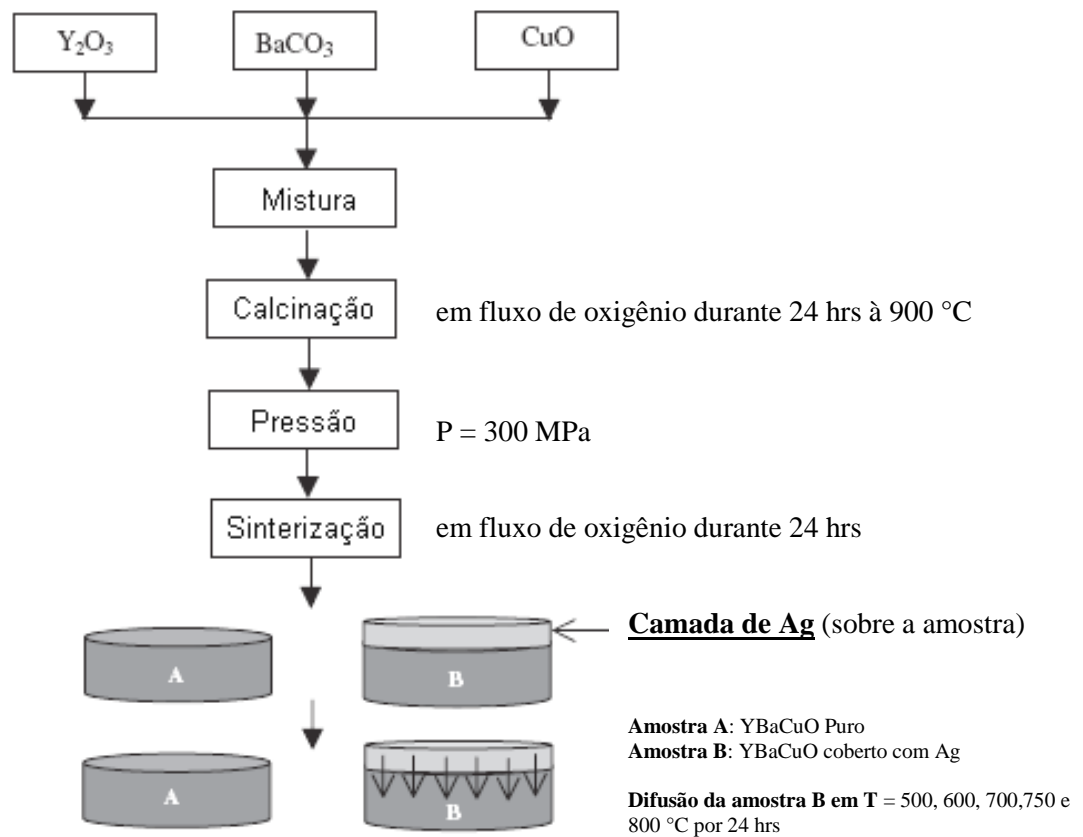 Y₂O₃
BaCO₃
CuO
Mistura
Calcinação
em fluxo de oxigênio durante 24 hrs à 900 °C
Pressão
P = 300 MPa
Sinterização
em fluxo de oxigênio durante 24 hrs
Camada de Ag (sobre a amostra)
A
B
Amostra A: YBaCuO Puro
Amostra B: YBaCuO coberto com Ag
A
B
Difusão da amostra B em T = 500, 600, 700,750 e
800 °C por 24 hrs